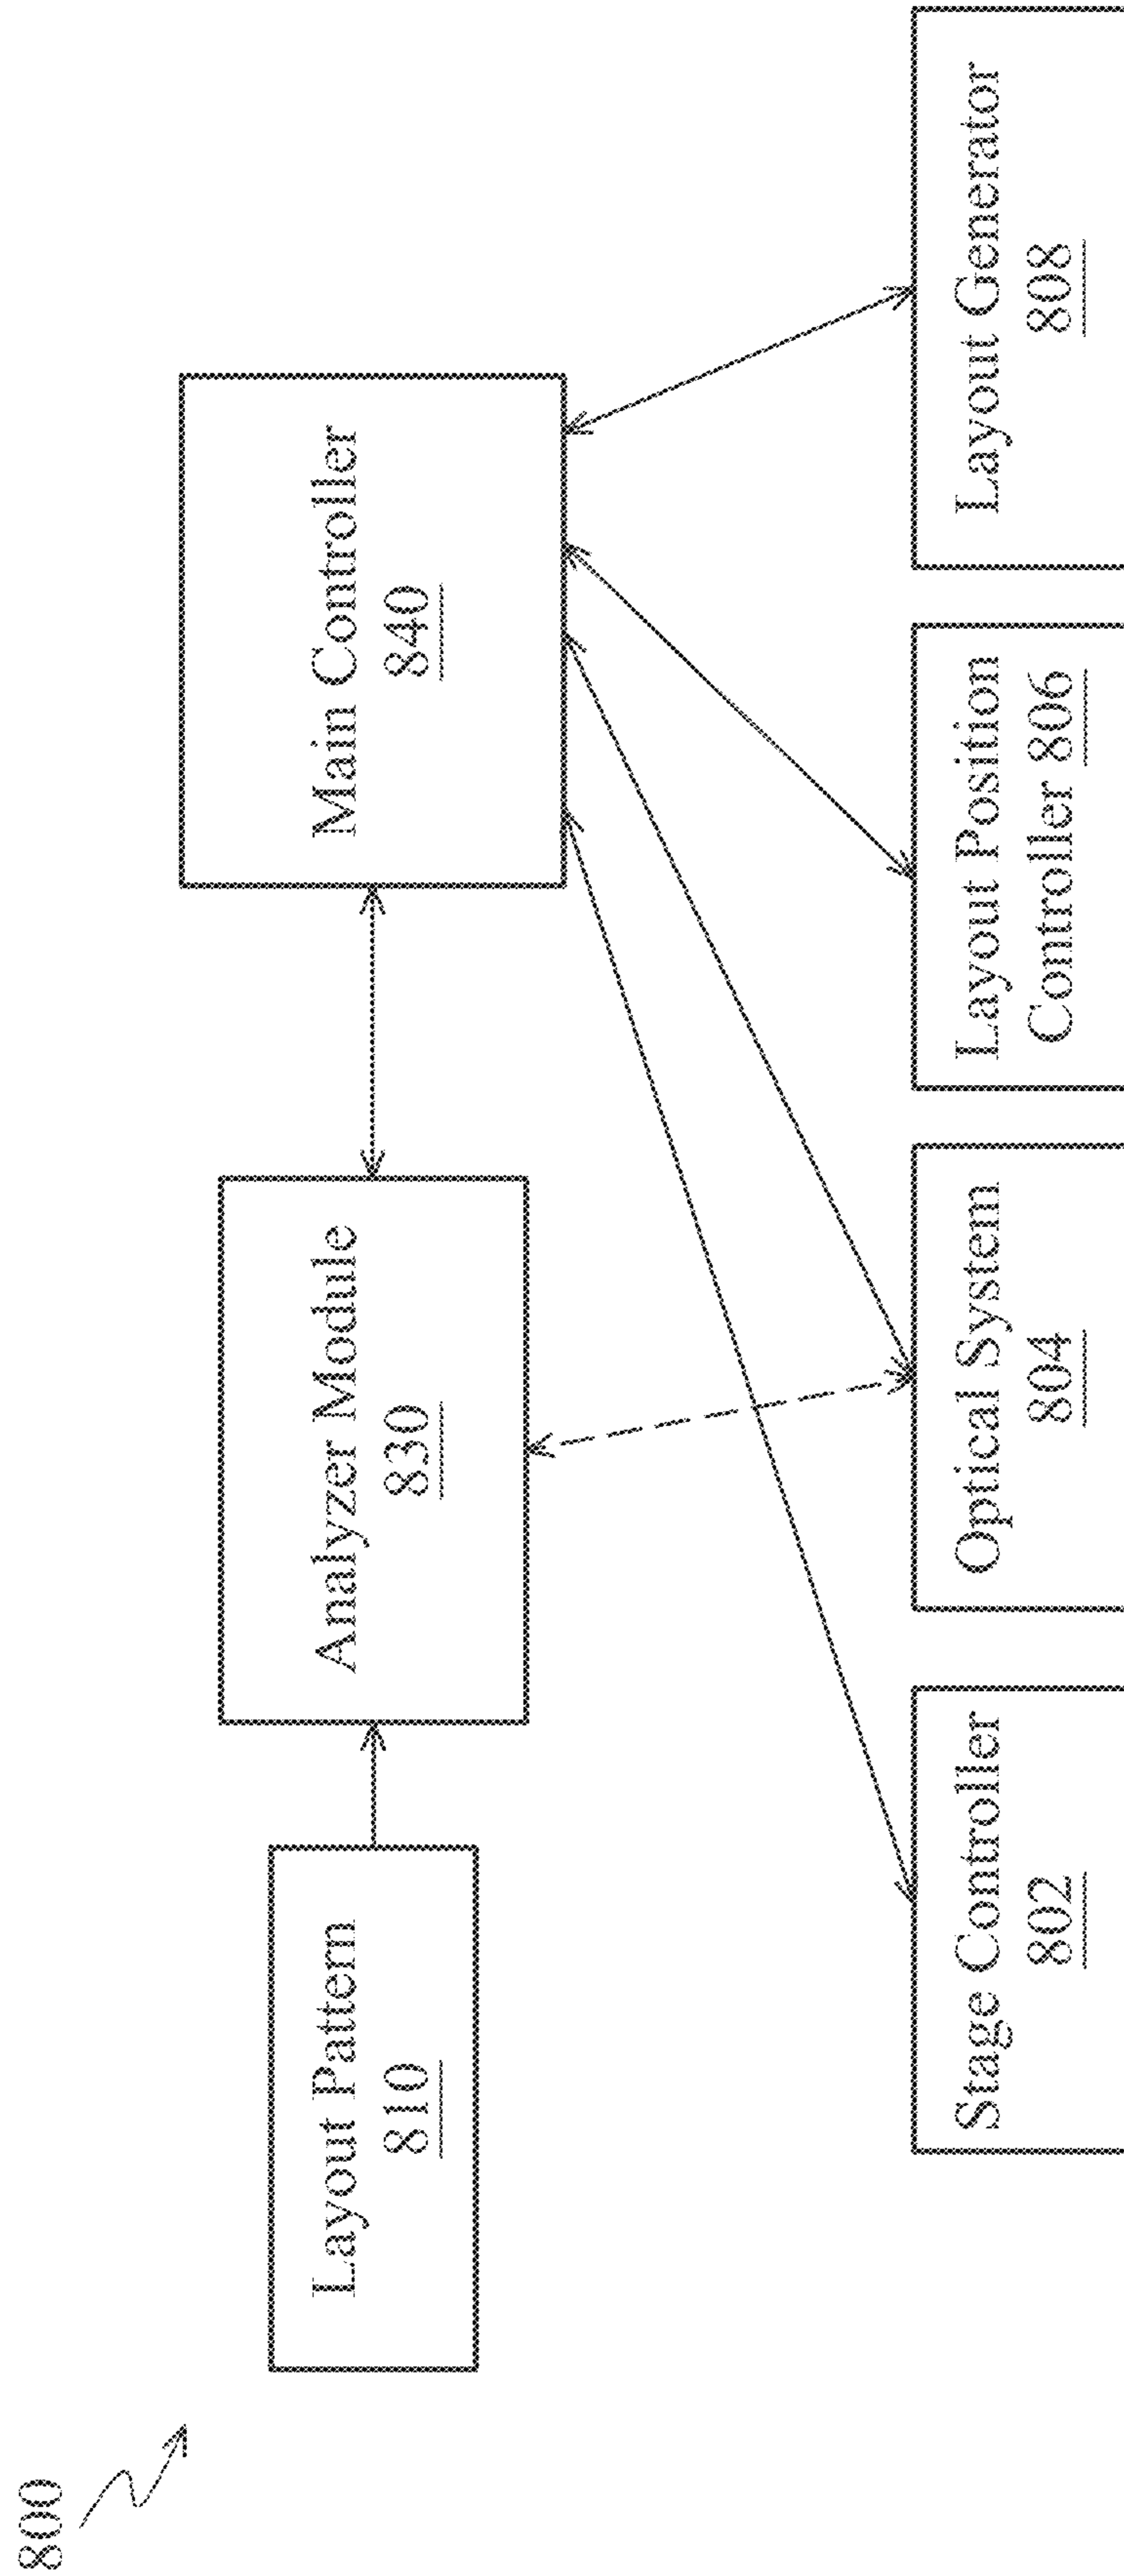 800
Layout Pattern
810
Analyzer Module
830
Main Controller
840
Stage Controller
802
Optical System
804
Layout Position
Controller 806
Layout Generator
808